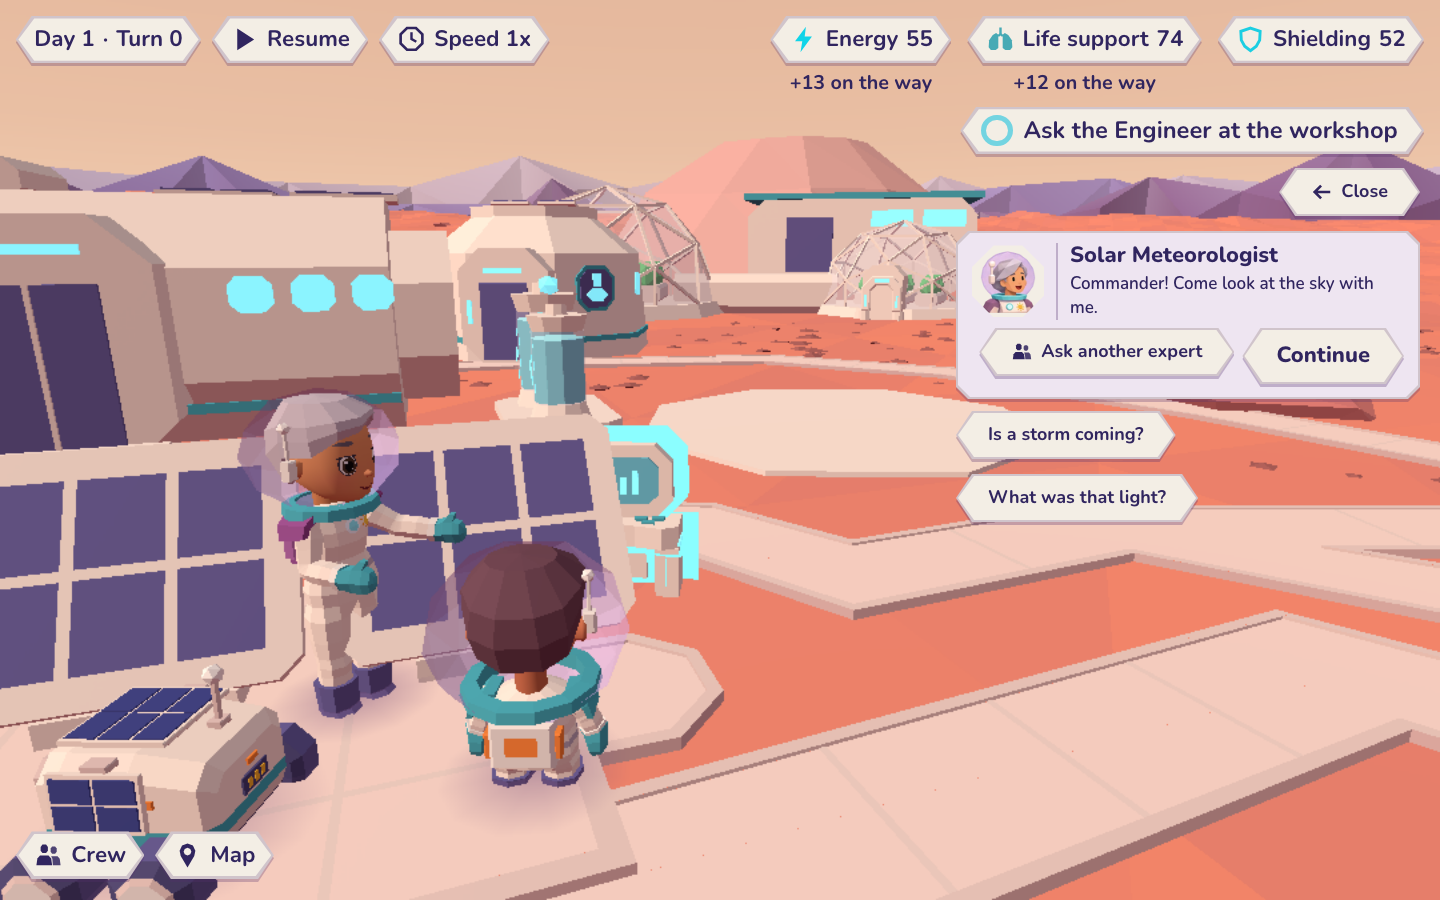 Day 1 · Turn 0
Resume
Speed 1x
Energy 55
Life support 74
Shielding 52
+13 on the way
+12 on the way
Ask the Engineer at the workshop
Close
Solar Meteorologist
Commander! Come look at the sky with
me.
Ask another expert
Continue
Is a storm coming?
What was that light?
Crew
Map